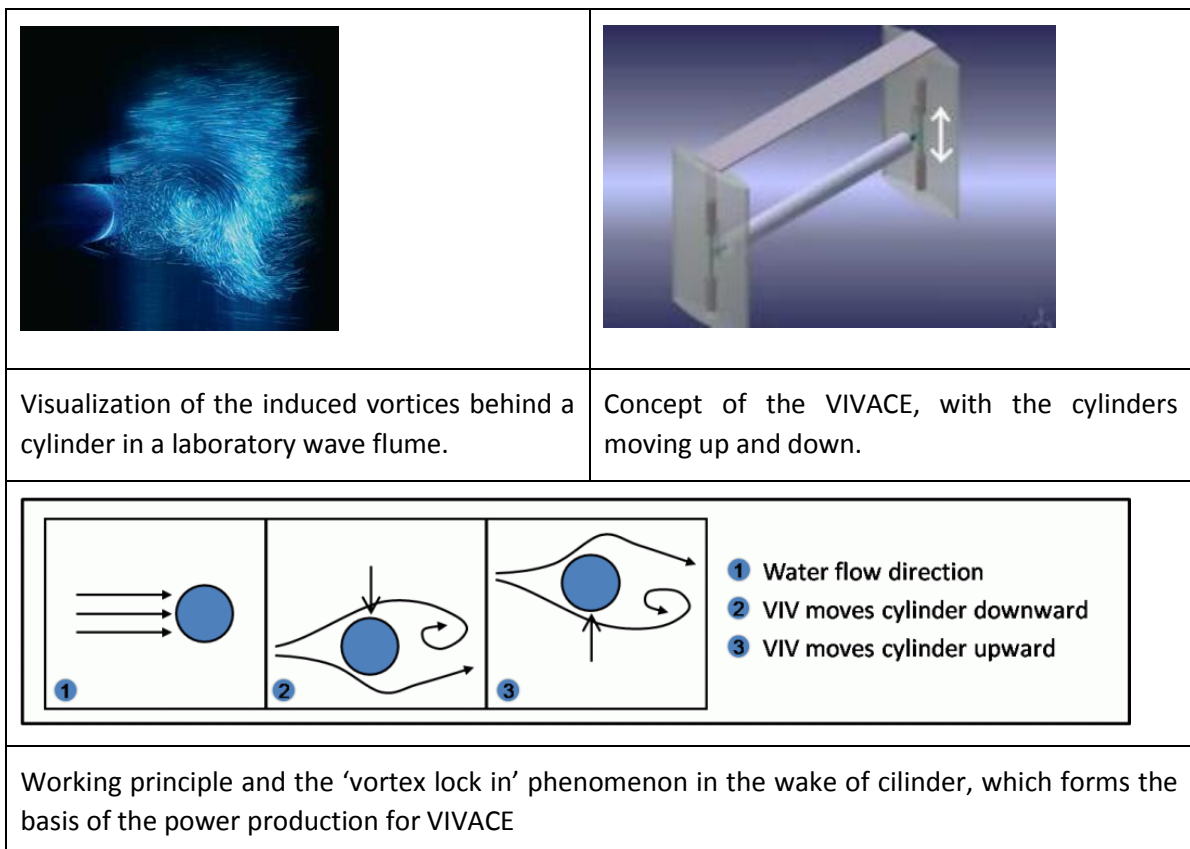 Visualization of the induced vortices behind a
cylinder in a laboratory wave flume.
Concept of the VIVACE, with the cylinders
moving up and down.
1
2
3
1 Water flow direction
2 VIV moves cylinder downward
3 VIV moves cylinder upward
Working principle and the ‘vortex lock in’ phenomenon in the wake of cilinder, which forms the
basis of the power production for VIVACE